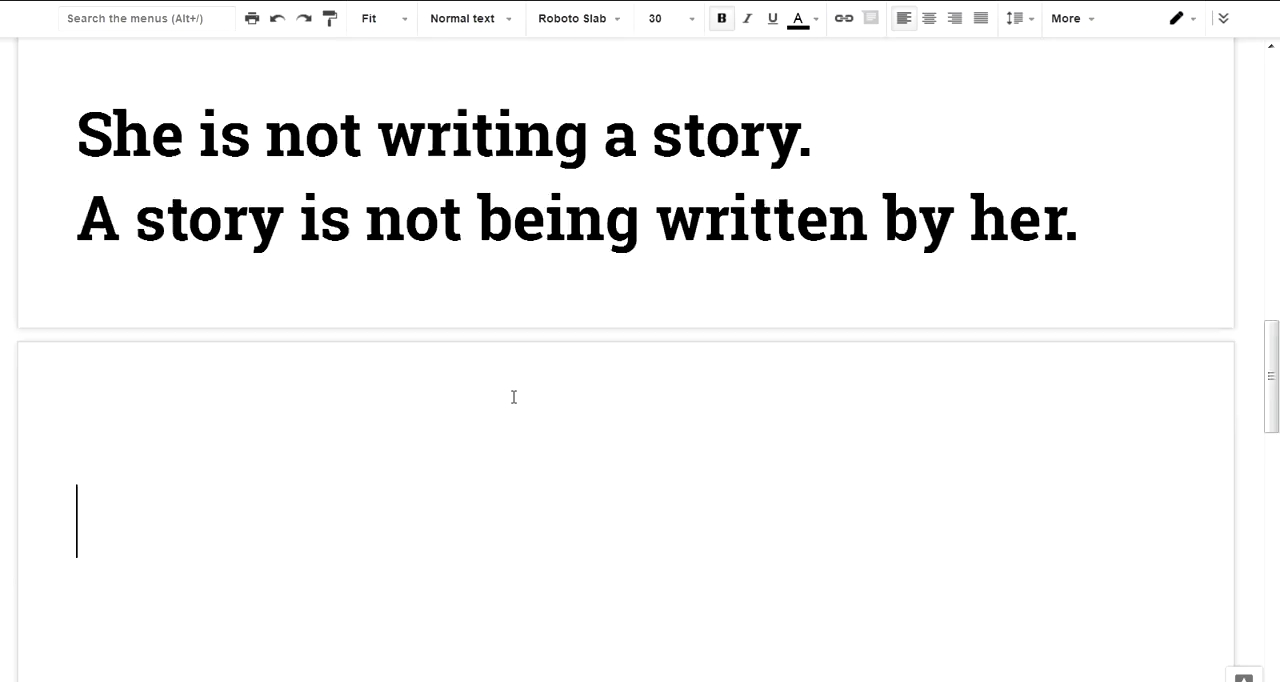 Search the menus (Alt+/) Fit Normal text Roboto Slab 30 B I U A More
She is not writing a story.
A story is not being written by her.